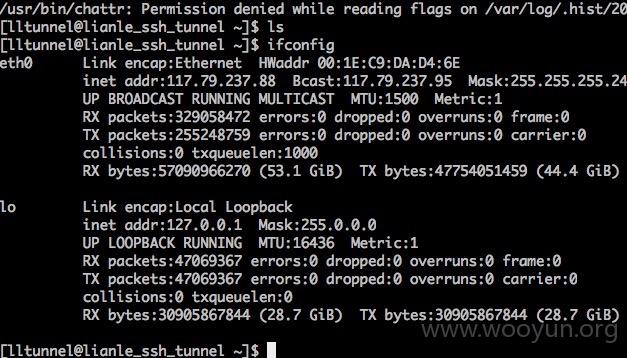 /usr/bin/chattr: Permission denied while reading flags on /var/log/.hist/20
[lltunnel@lianle_ssh_tunnel ~]$ ls
[lltunnel@lianle_ssh_tunnel ~]$ ifconfig
eth0 Link encap:Ethernet HWaddr 00:1E:C9:DA:D4:6E
inet addr:117.79.237.88 Bcast:117.79.237.95 Mask:255.255.255.24
UP BROADCAST RUNNING MULTICAST MTU:1500 Metric:1
RX packets:329058472 errors:0 dropped:0 overruns:0 frame:0
TX packets:255248759 errors:0 dropped:0 overruns:0 carrier:0
collisions:0 txqueuelen:1000
RX bytes:57090966270 (53.1 GiB) TX bytes:47754051459 (44.4 GiB)
lo Link encap:Local Loopback
inet addr:127.0.0.1 Mask:255.0.0.0
UP LOOPBACK RUNNING MTU:16436 Metric:1
RX packets:47069367 errors:0 dropped:0 overruns:0 frame:0
TX packets:47069367 errors:0 dropped:0 overruns:0 carrier:0
collisions:0 txqueuelen:0
RX bytes:30905867844 (28.7 GiB) TX bytes:30905867844 (28.7 GiB)
www.wooyun.org
[lltunnel@lianle_ssh_tunnel ~]$